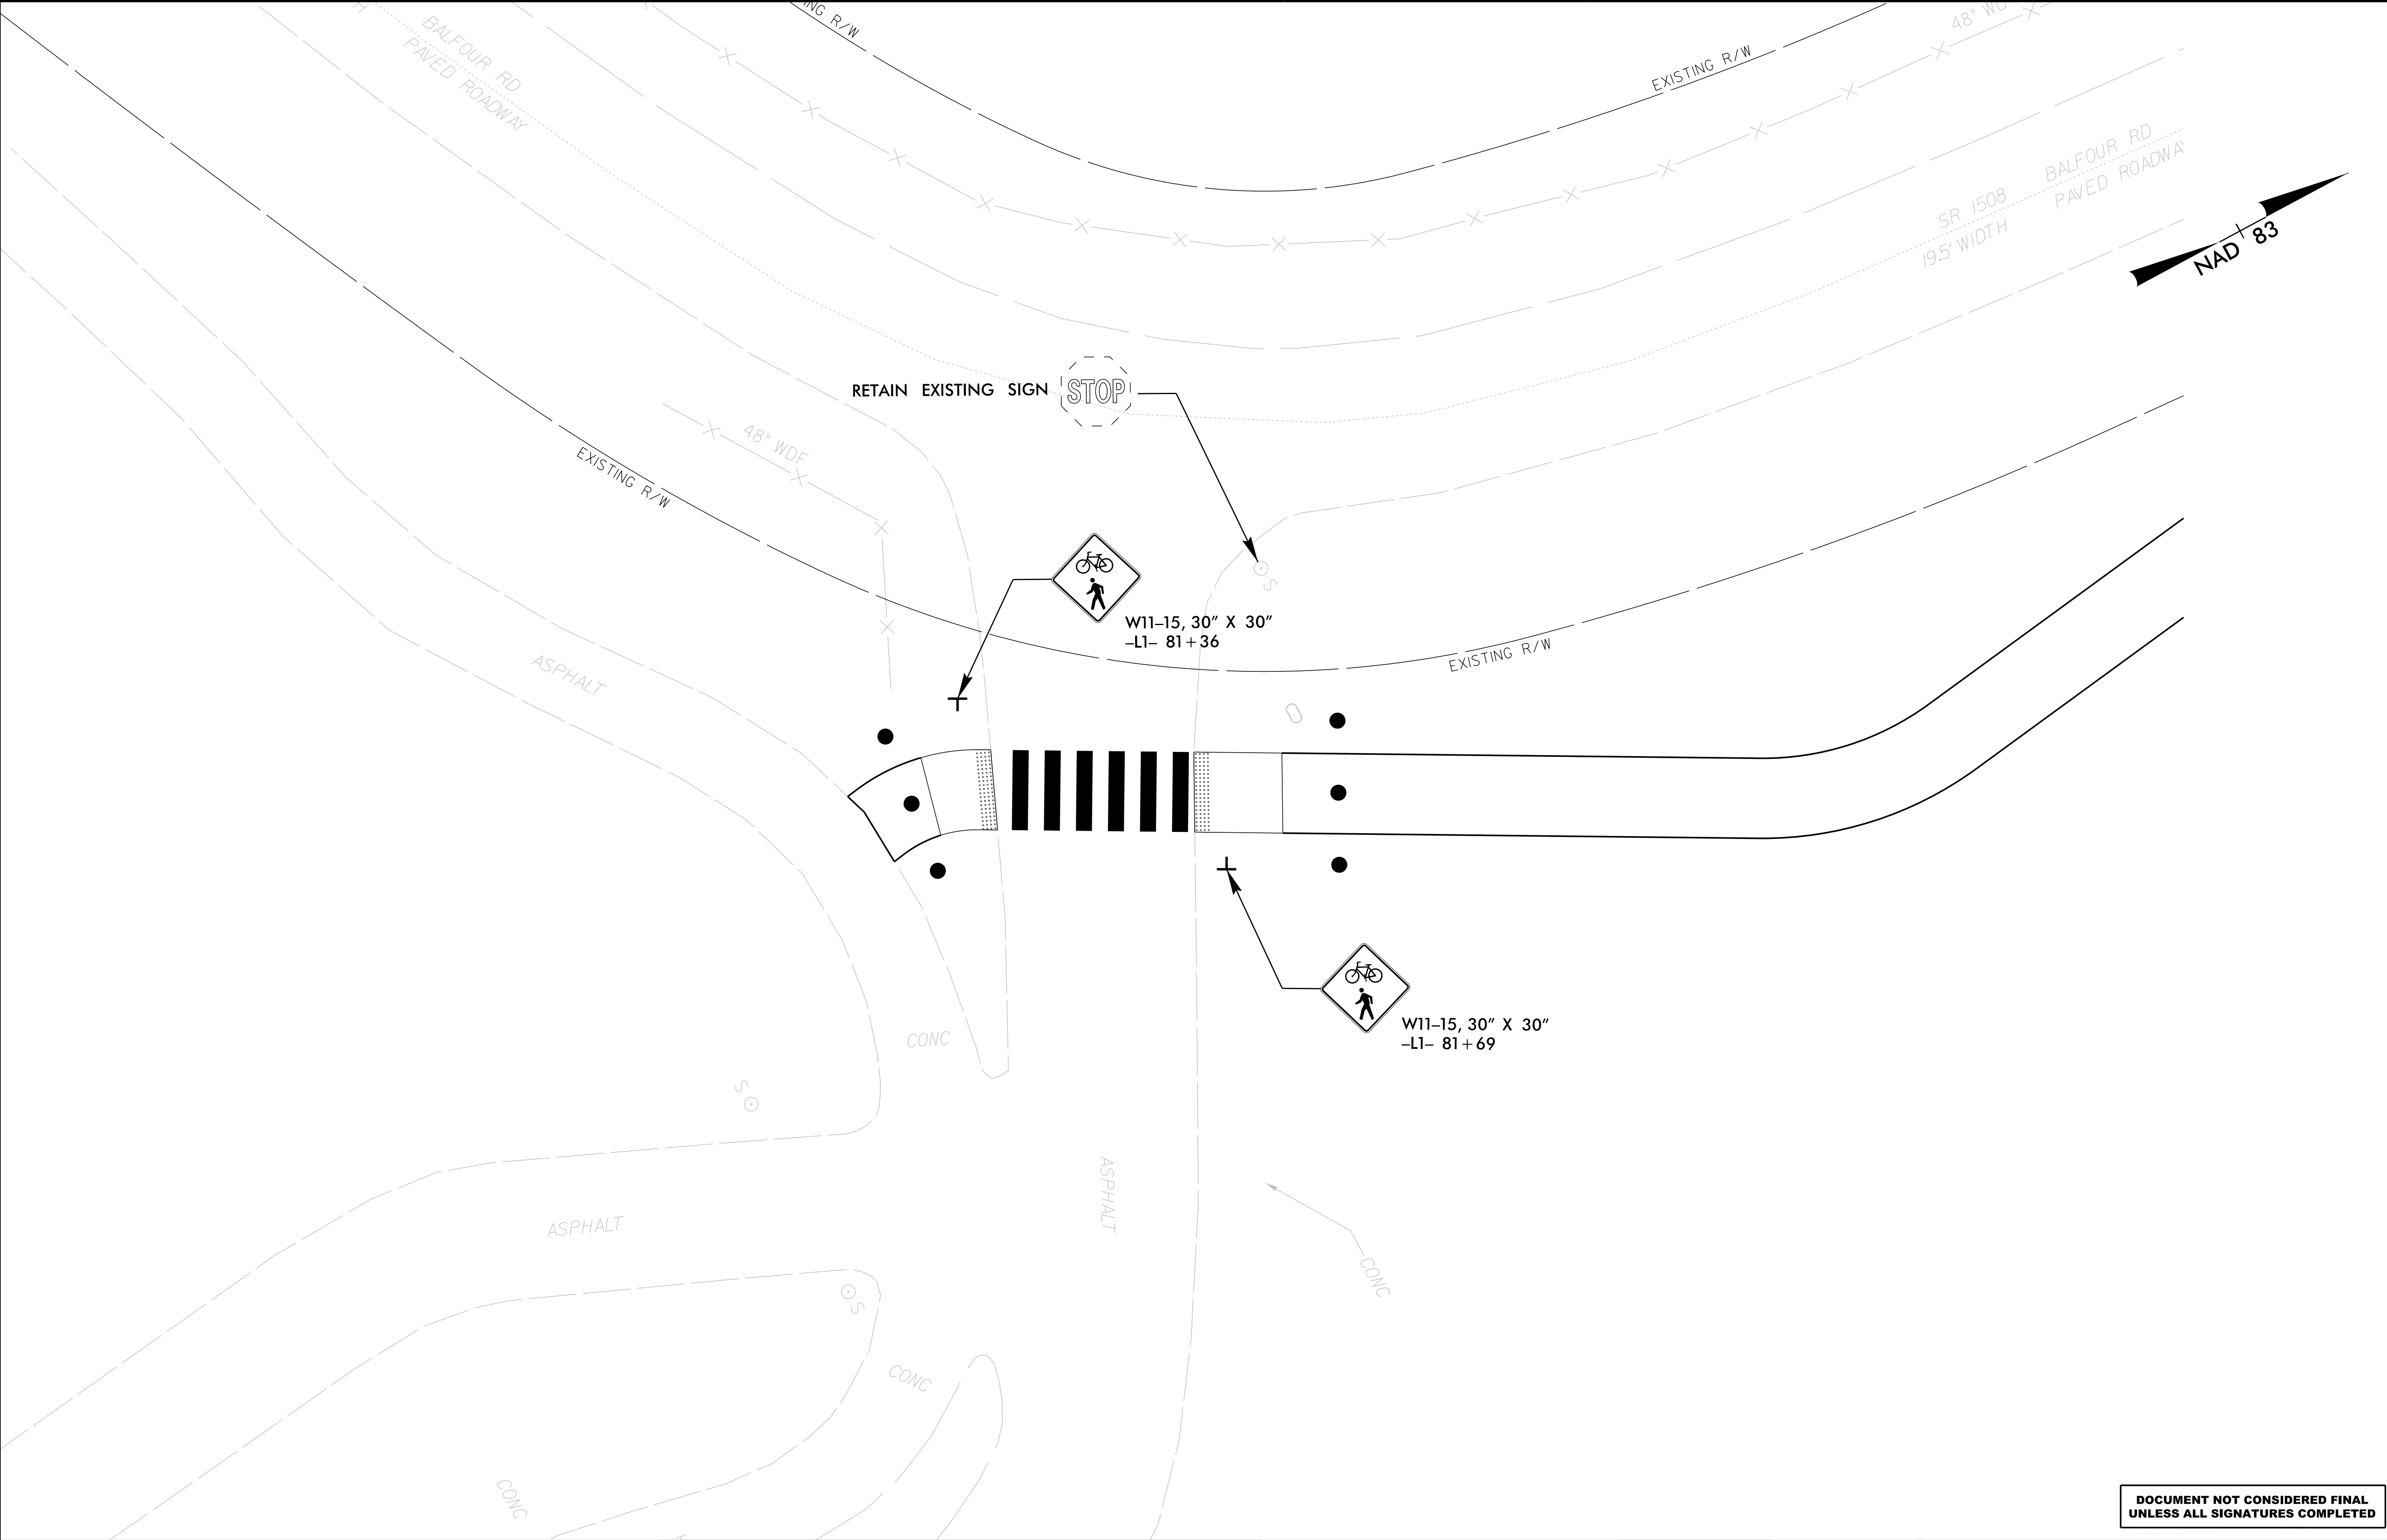 EXISTING R/W
48" WD
BALFOUR RD
PAVED ROADWAY
EXISTING R/W
SR 1508 BALFOUR RD
19.5' WIDTH PAVED ROADWA
NAD 83
RETAIN EXISTING SIGN STOP
48" WDF
EXISTING R/W
S
W11–15, 30" X 30"
–L1– 81+36
EXISTING R/W
ASPHALT
W11–15, 30" X 30"
–L1– 81+69
CONC
S
ASPHALT
ASPHALT
CONC
S
CONC
CONC
DOCUMENT NOT CONSIDERED FINAL
UNLESS ALL SIGNATURES COMPLETED